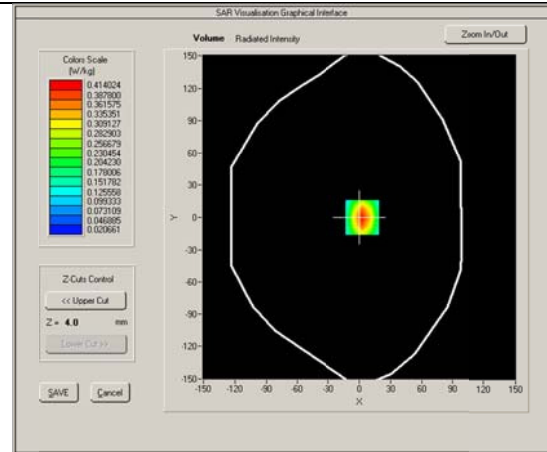 SAR Visualisation Graphical Interface
Volume Radiated Intensity
Zoom In/Out
Colors Scale
(W/kg)
0.414024
0.387800
0.361575
0.335351
0.309127
0.282903
0.256679
0.230454
0.204230
0.178006
0.151782
0.125558
0.099333
0.073109
0.046885
0.020661
Z-Cuts Control
<< Upper Cut
Z = 4.0 mm
Lower Cut >>
SAVE
Cancel
150
120
90
60
30
0
-30
-60
-90
-120
-150
Y
-150 -120 -90 -60 -30 0 30 60 90 120 150
X